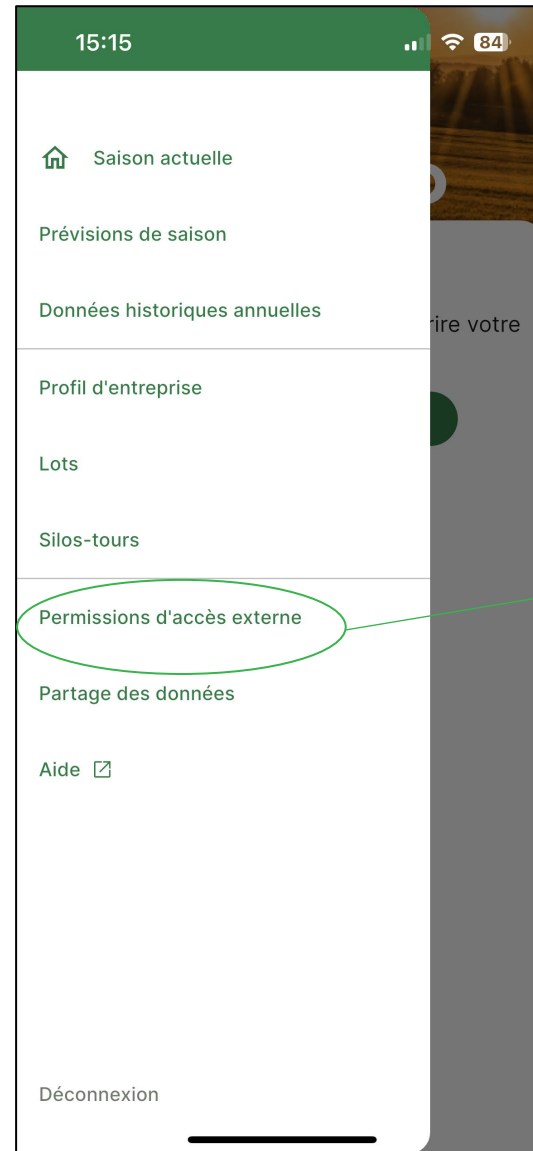 15:15
84
Saison actuelle
Prévisions de saison
Données historiques annuelles
rire votre
Profil d'entreprise
Lots
Silos-tours
Permissions d'accès externe
Partage des données
Aide
Déconnexion